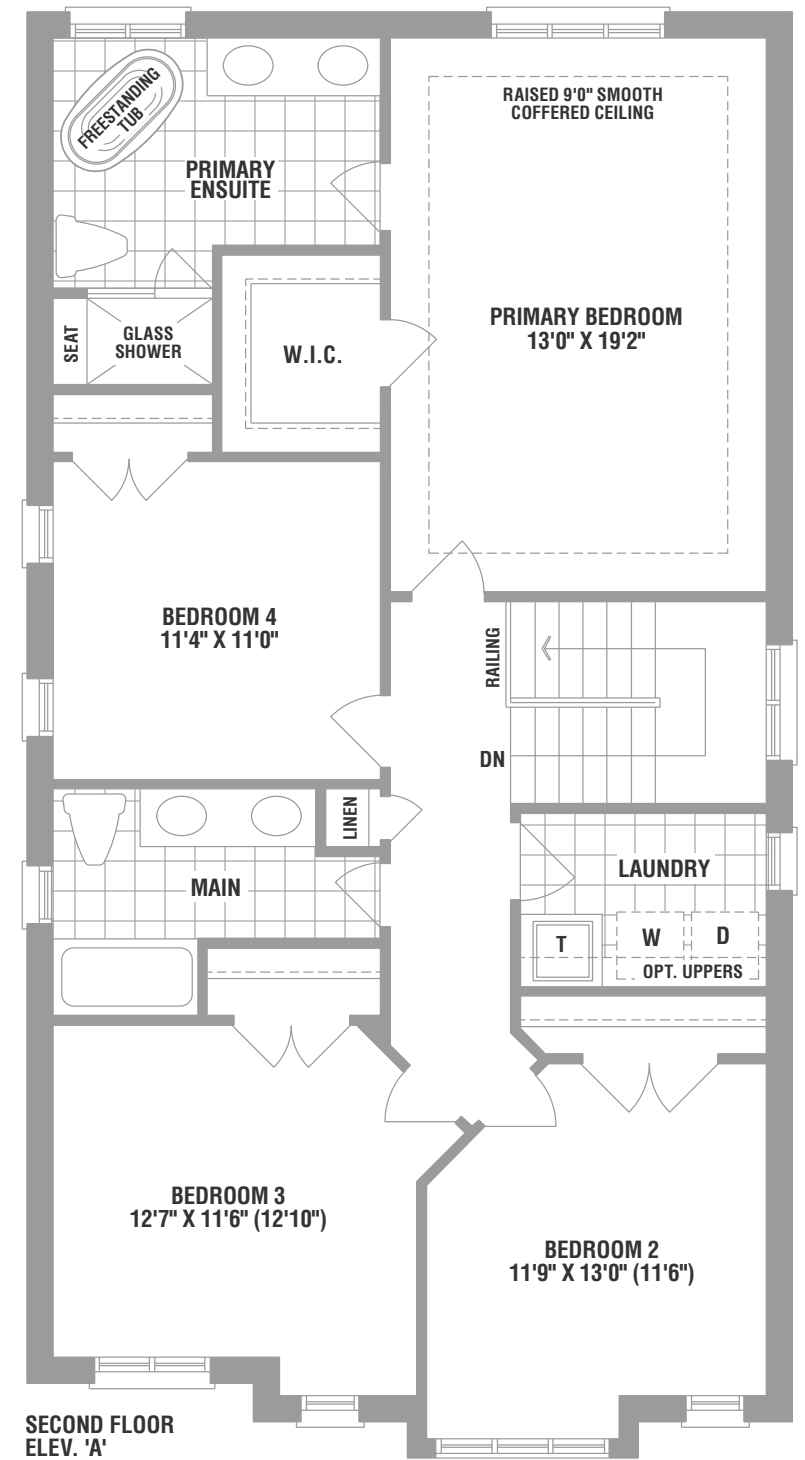 FREESTANDING
TUB
RAISED 9'0" SMOOTH
COFFERED CEILING
PRIMARY
ENSUITE
PRIMARY BEDROOM
13'0" X 19'2"
SEAT
GLASS
SHOWER
W.I.C.
BEDROOM 4
11'4" X 11'0"
RAILING
DN
LINEN
MAIN
LAUNDRY
T
W
D
OPT. UPPERS
BEDROOM 3
12'7" X 11'6" (12'10")
BEDROOM 2
11'9" X 13'0" (11'6")
SECOND FLOOR
ELEV. 'A'